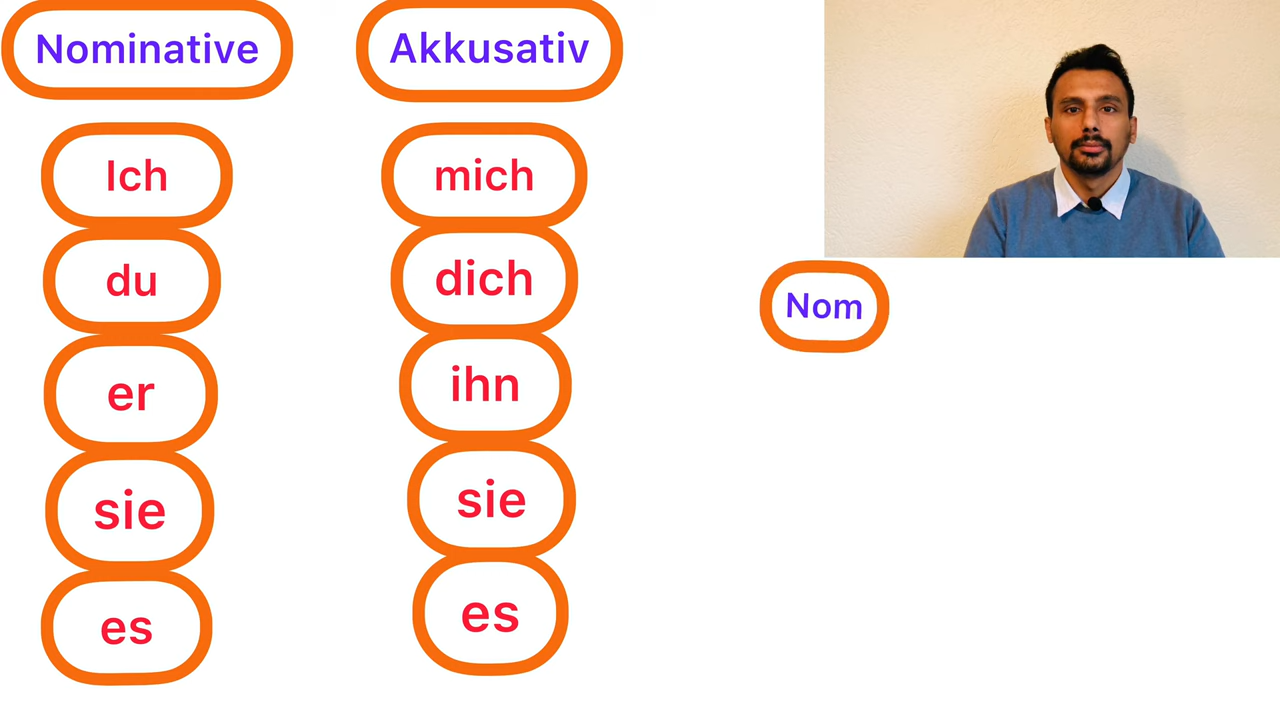 Nominative
Akkusativ
Ich
mich
du
dich
er
ihn
sie
sie
es
es
Nom